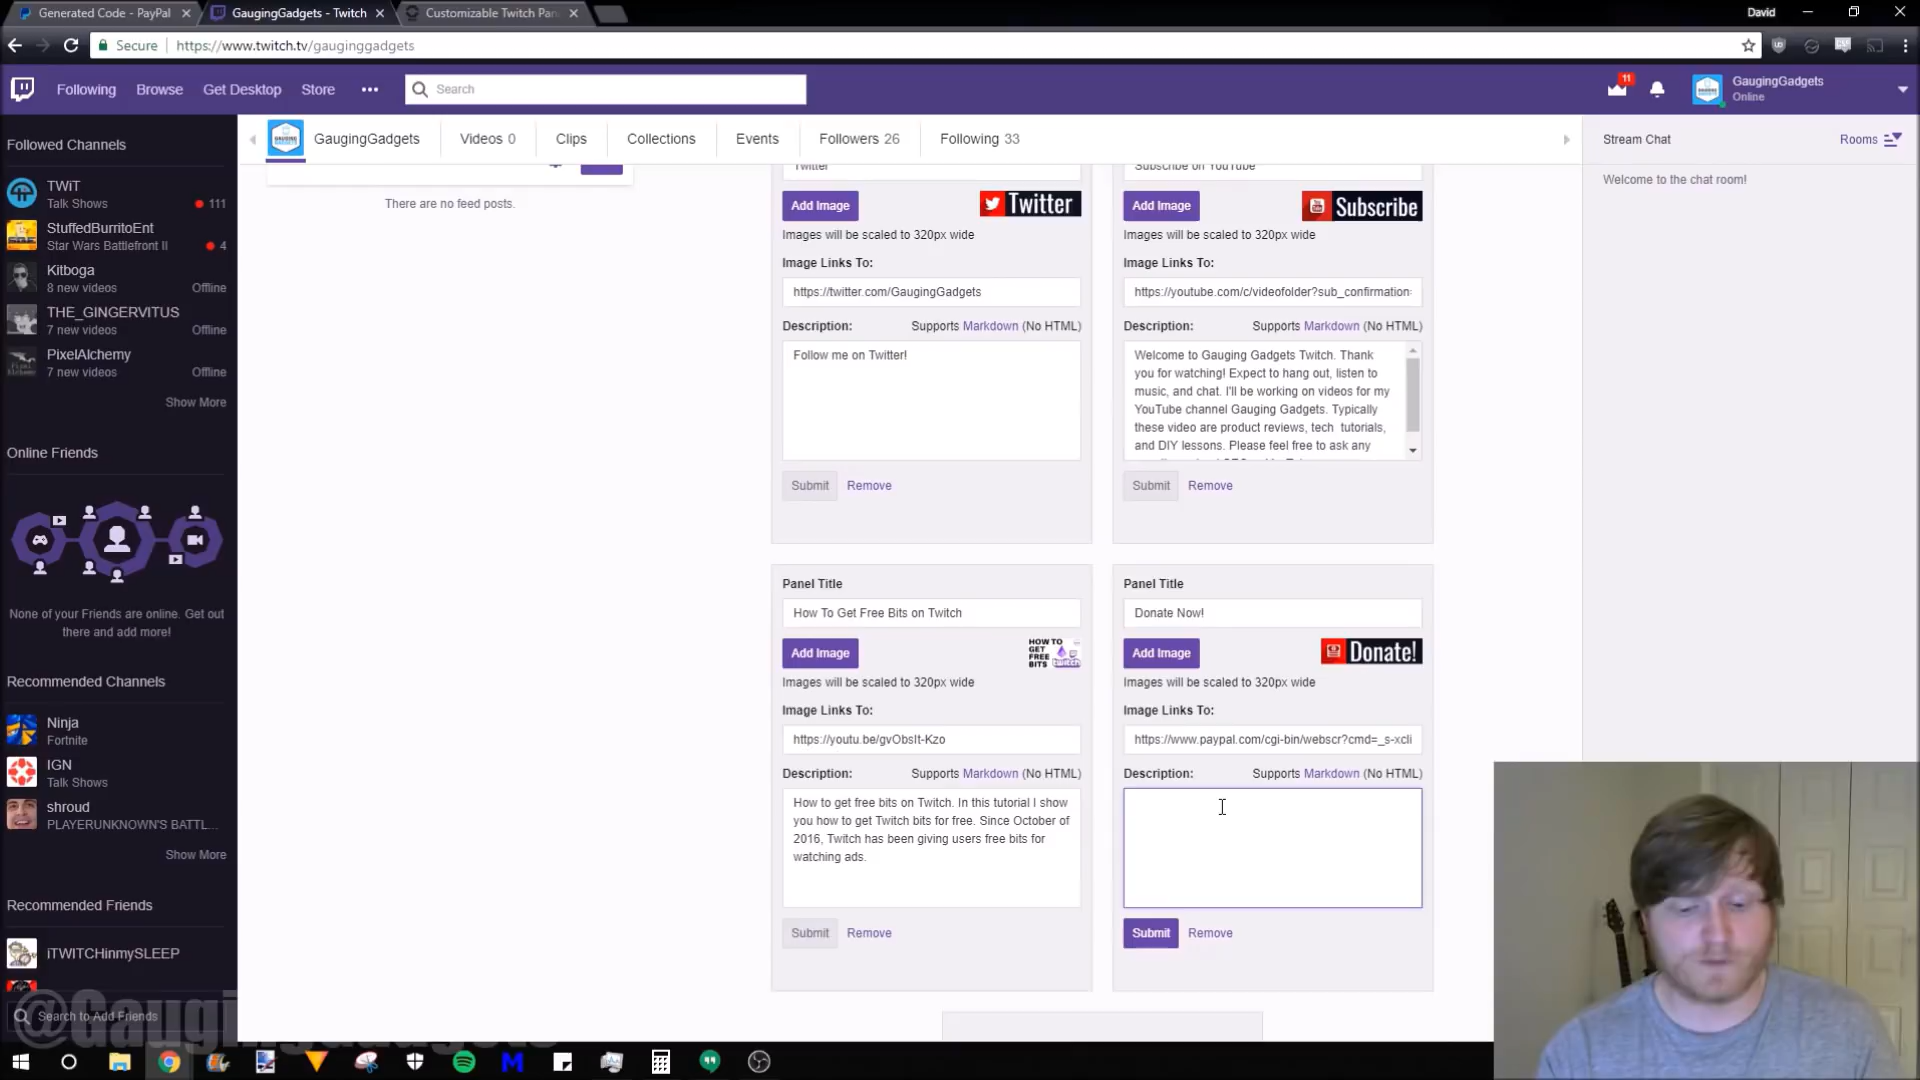 Generated Code - PayPal
GaugingGadgets - Twitch
Customizable Twitch Pan
David
Secure
https://www.twitch.tv/gauginggadgets
Following
Browse
Get Desktop
Store
Search
11
GaugingGadgets
Online
Followed Channels
TWiT
Talk Shows
111
StuffedBurritoEnt
Star Wars Battlefront II
4
Kitboga
8 new videos
Offline
THE_GINGERVITUS
7 new videos
Offline
PixelAlchemy
7 new videos
Offline
Show More
Online Friends
None of your Friends are online. Get out
there and add more!
Recommended Channels
Ninja
Fortnite
IGN
Talk Shows
shroud
PLAYERUNKNOWN'S BATTL...
Show More
Recommended Friends
iTWITCHinmySLEEP
Search to Add Friends
GaugingGadgets
Videos 0
Clips
Collections
Events
Followers 26
Following 33
There are no feed posts.
Twitter
Add Image
Twitter
Images will be scaled to 320px wide
Image Links To:
https://twitter.com/GaugingGadgets
Description:
Supports Markdown (No HTML)
Follow me on Twitter!
Submit
Remove
Subscribe on YouTube
Add Image
Subscribe
Images will be scaled to 320px wide
Image Links To:
https://youtube.com/c/videofolder?sub_confirmation=
Description:
Supports Markdown (No HTML)
Welcome to Gauging Gadgets Twitch. Thank
you for watching! Expect to hang out, listen to
music, and chat. I'll be working on videos for my
YouTube channel Gauging Gadgets. Typically
these video are product reviews, tech tutorials,
and DIY lessons. Please feel free to ask any
Submit
Remove
Panel Title
How To Get Free Bits on Twitch
Add Image
HOW TO
GET
FREE
BITS
twitch
Images will be scaled to 320px wide
Image Links To:
https://youtu.be/gvObsIt-Kzo
Description:
Supports Markdown (No HTML)
How to get free bits on Twitch. In this tutorial I show
you how to get Twitch bits for free. Since October of
2016, Twitch has been giving users free bits for
watching ads.
Submit
Remove
Panel Title
Donate Now!
Add Image
Donate!
Images will be scaled to 320px wide
Image Links To:
https://www.paypal.com/cgi-bin/webscr?cmd=_s-xcli
Description:
Supports Markdown (No HTML)
Submit
Remove
Stream Chat
Rooms
Welcome to the chat room!